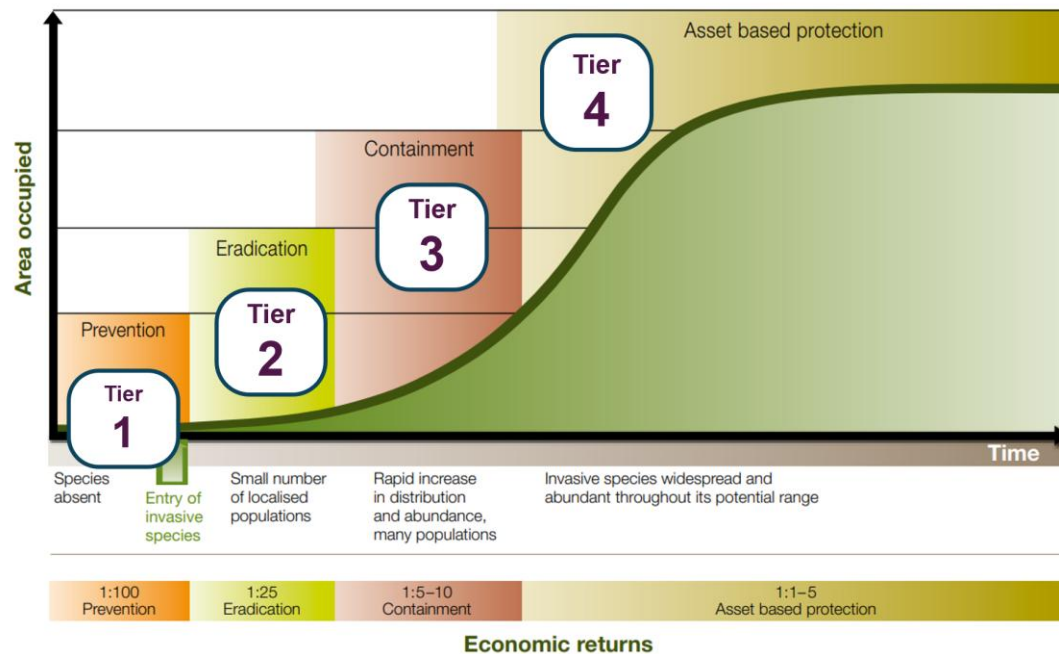 Asset based protection
Tier
4
Containment
Tier
3
Eradication
Tier
2
Prevention
Tier
1
Area occupied
Time
Species
absent
Entry of
invasive
species
Small number
of localised
populations
Rapid increase
in distribution
and abundance,
many populations
Invasive species widespread and
abundant throughout its potential range
1:100
Prevention
1:25
Eradication
1:5–10
Containment
1:1–5
Asset based protection
Economic returns